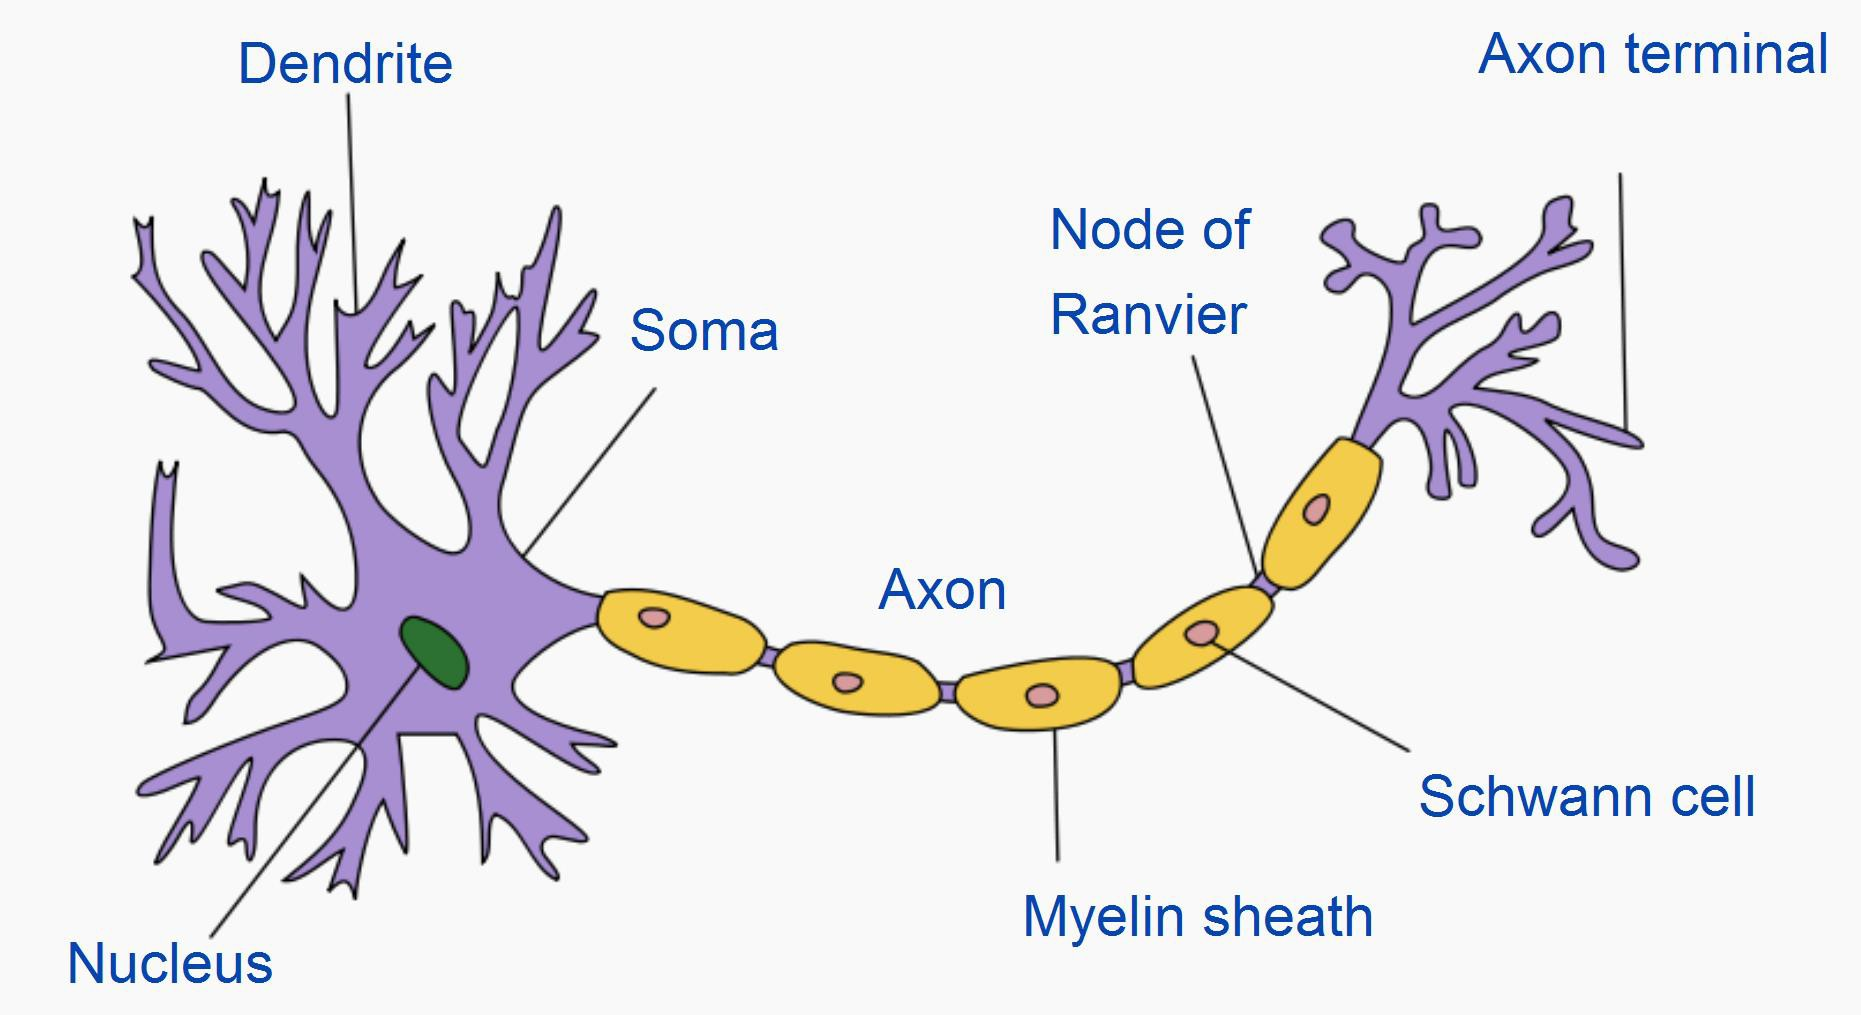 Dendrite
Axon terminal
Node of
Ranvier
Soma
Axon
Schwann cell
Myelin sheath
Nucleus